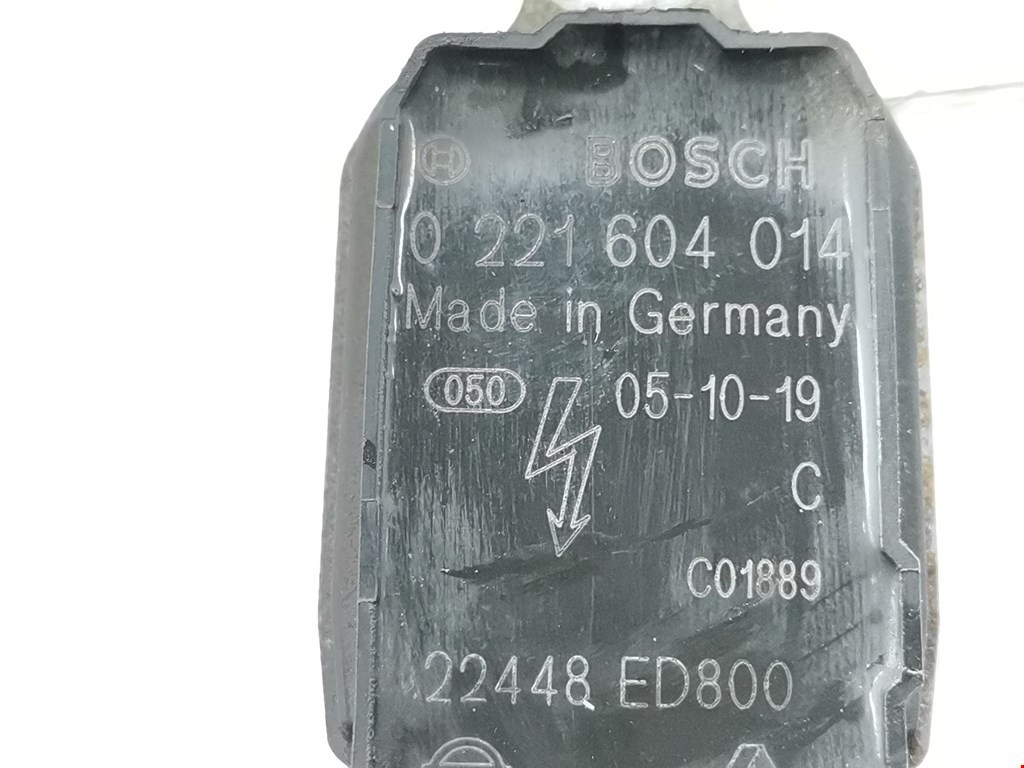 BOSCH
0 221 604 014
Made in Germany
050 05-10-19
C
C01889
22448 ED800